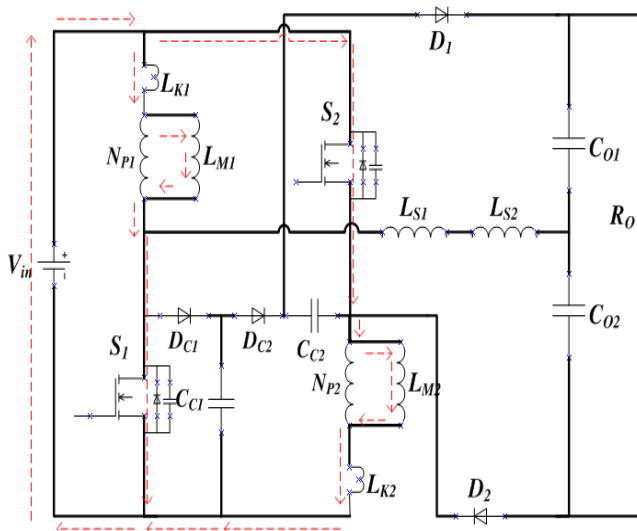 D1
LK1
S2
NP1
LM1
CO1
LS1
LS2
RO
Vin
+
-
DC1
DC2
CC2
CO2
S1
CC1
NP2
LM2
LK2
D2